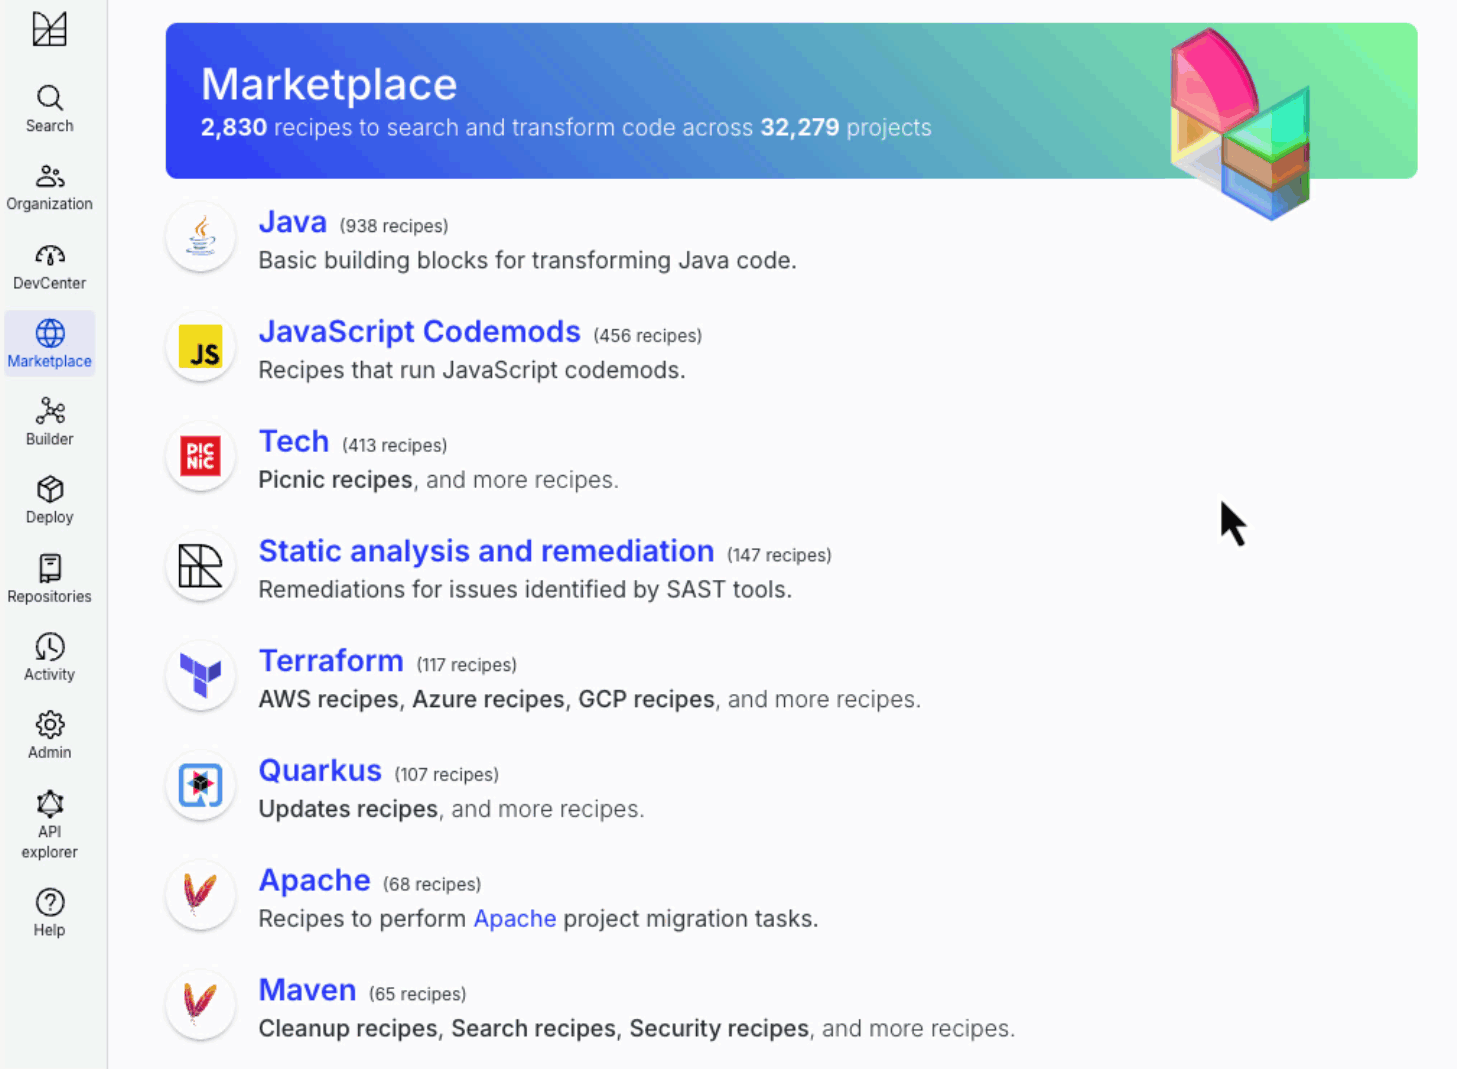 Search
Organization
DevCenter
Marketplace
Builder
Deploy
Repositories
Activity
Admin
API
explorer
Help
Marketplace
2,830 recipes to search and transform code across 32,279 projects
Java (938 recipes)
Basic building blocks for transforming Java code.
JS
JavaScript Codemods (456 recipes)
Recipes that run JavaScript codemods.
PIC
NIC
Tech (413 recipes)
Picnic recipes, and more recipes.
Static analysis and remediation (147 recipes)
Remediations for issues identified by SAST tools.
Terraform (117 recipes)
AWS recipes, Azure recipes, GCP recipes, and more recipes.
Quarkus (107 recipes)
Updates recipes, and more recipes.
Apache (68 recipes)
Recipes to perform Apache project migration tasks.
Maven (65 recipes)
Cleanup recipes, Search recipes, Security recipes, and more recipes.